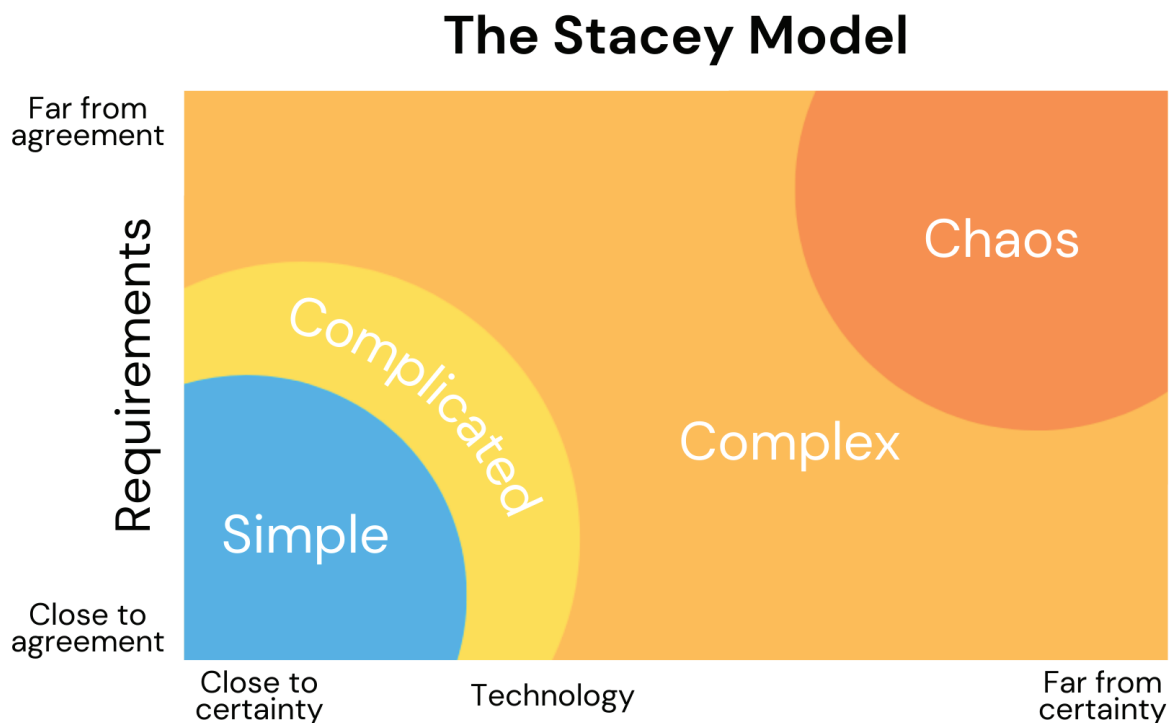 The Stacey Model
Far from
agreement
Chaos
Requirements
Complicated
Complex
Simple
Close to
agreement
Close to
certainty
Technology
Far from
certainty